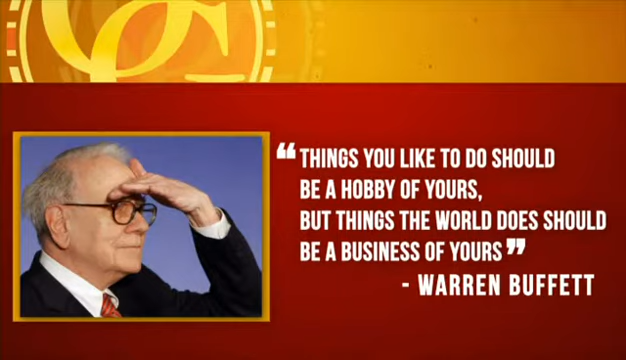 “ THINGS YOU LIKE TO DO SHOULD
BE A HOBBY OF YOURS,
BUT THINGS THE WORLD DOES SHOULD
BE A BUSINESS OF YOURS ”
- WARREN BUFFETT